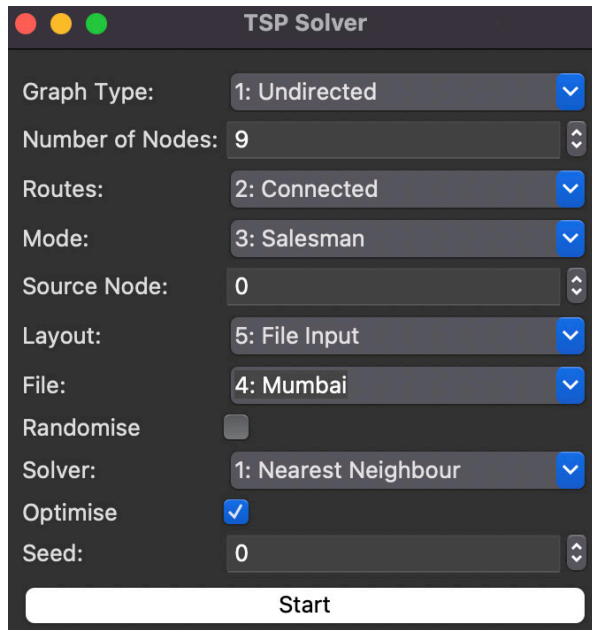 TSP Solver
Graph Type: 1: Undirected
Number of Nodes: 9
Routes: 2: Connected
Mode: 3: Salesman
Source Node: 0
Layout: 5: File Input
File: 4: Mumbai
Randomise
Solver: 1: Nearest Neighbour
Optimise
Seed: 0
Start